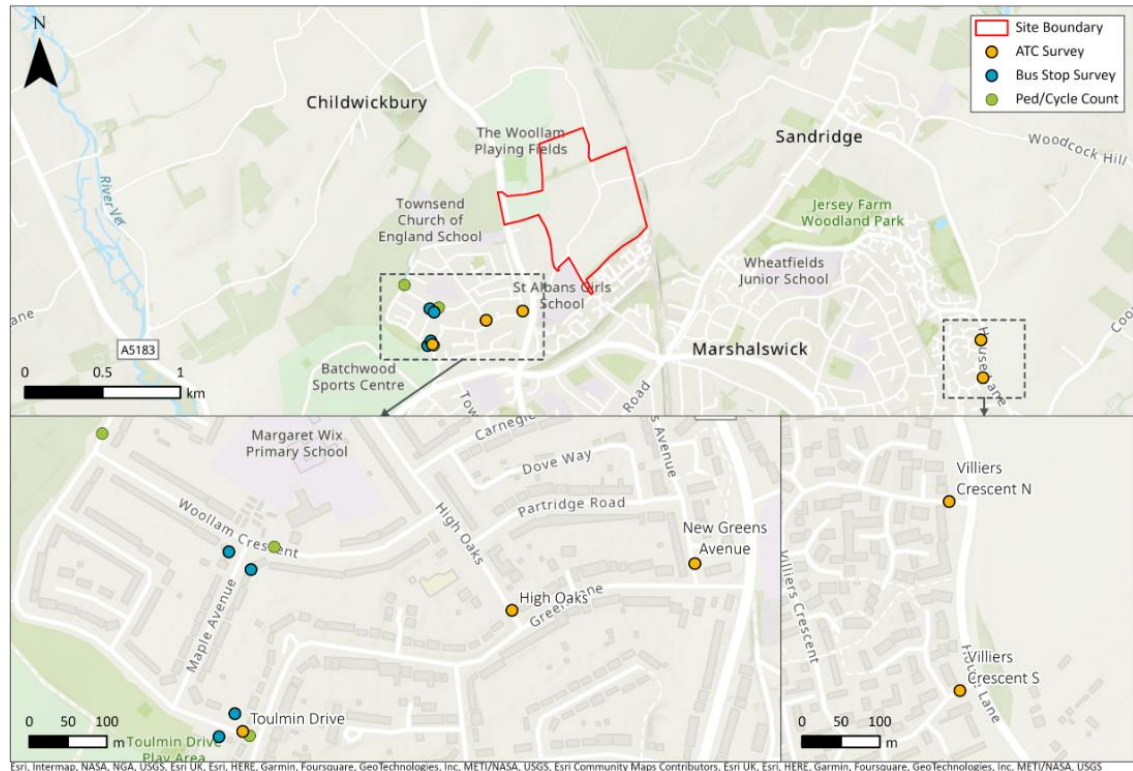 N
Site Boundary
ATC Survey
Bus Stop Survey
Ped/Cycle Count
Childwickbury
The Woollam
Playing Fields
Sandridge
Woodcock Hill
River Ver
Townsend
Church of
England School
Jersey Farm
Woodland Park
Wheatfields
Junior School
St Albans Girls
School
House Lane
A5183
Batchwood
Sports Centre
Marshalswick
Road
0 0.5 1
km
Margaret Wix
Primary School
Carnegie
Dove Way
Partridge Road
Woollam Crescent
High Oaks
New Greens
Avenue
Maple Avenue
High Oaks
Green Lane
Toulmin Drive
Toulmin Drive
Play Area
0 50 100
m
Villiers
Crescent N
Villiers Crescent
Villiers
Crescent S
House Lane
0 50 100
m
Esri, Intermap, NASA, NGA, USGS, Esri UK, Esri, HERE, Garmin, Foursquare, GeoTechnologies, Inc, METI/NASA, USGS, Esri Community Maps Contributors, Esri UK, Esri, HERE, Garmin, Foursquare, GeoTechnologies, Inc, METI/NASA, USGS